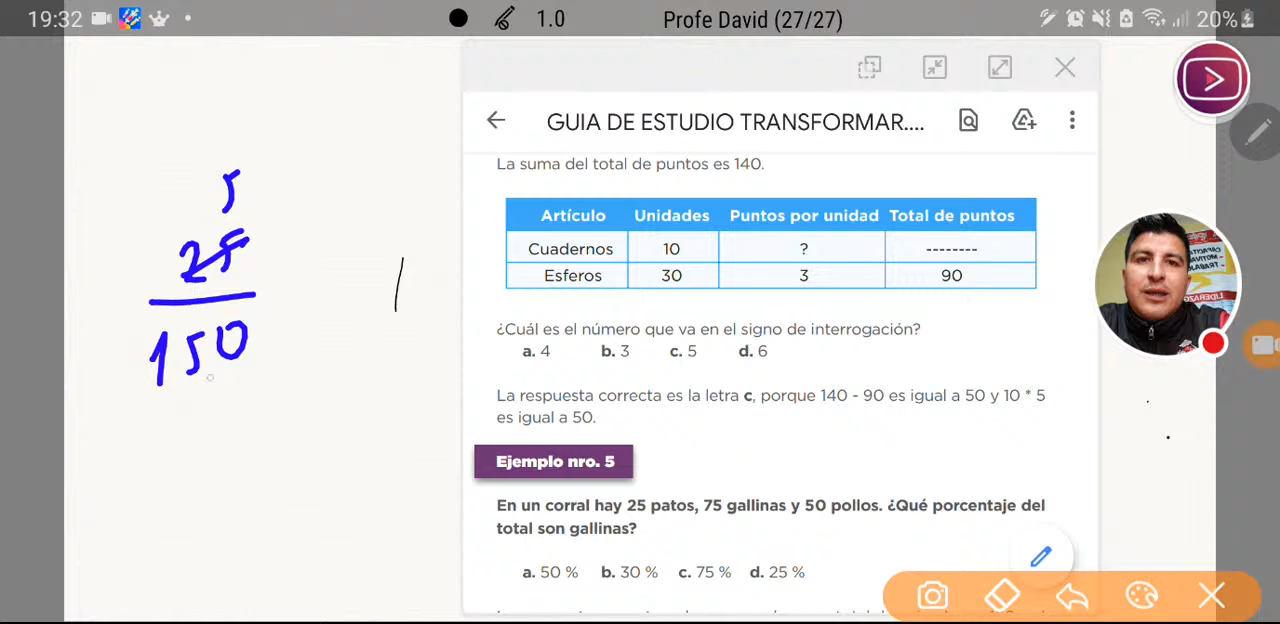 19:32
1.0
Profe David (27/27)
20%
GUIA DE ESTUDIO TRANSFORMAR....
La suma del total de puntos es 140.
Artículo Unidades Puntos por unidad Total de puntos
Cuadernos 10 ? --------
Esferos 30 3 90
¿Cuál es el número que va en el signo de interrogación?
a. 4 b. 3 c. 5 d. 6
La respuesta correcta es la letra c, porque 140 - 90 es igual a 50 y 10 * 5
es igual a 50.
Ejemplo nro. 5
En un corral hay 25 patos, 75 gallinas y 50 pollos. ¿Qué porcentaje del
total son gallinas?
a. 50 % b. 30 % c. 75 % d. 25 %
5
25
150